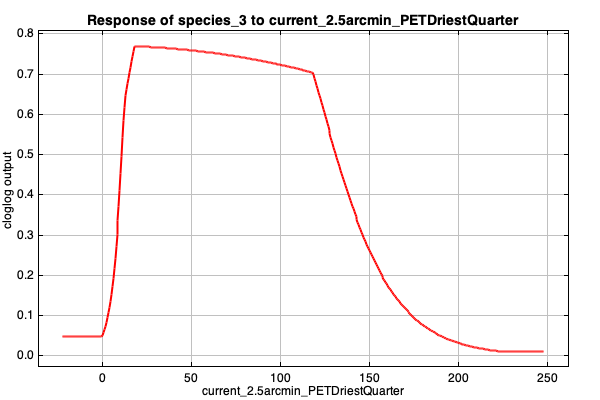 Response of species_3 to current_2.5arcmin_PETDriestQuarter
0.8
0.7
0.6
0.5
0.4
0.3
0.2
0.1
0.0
cloglog output
0 50 100 150 200 250
current_2.5arcmin_PETDriestQuarter